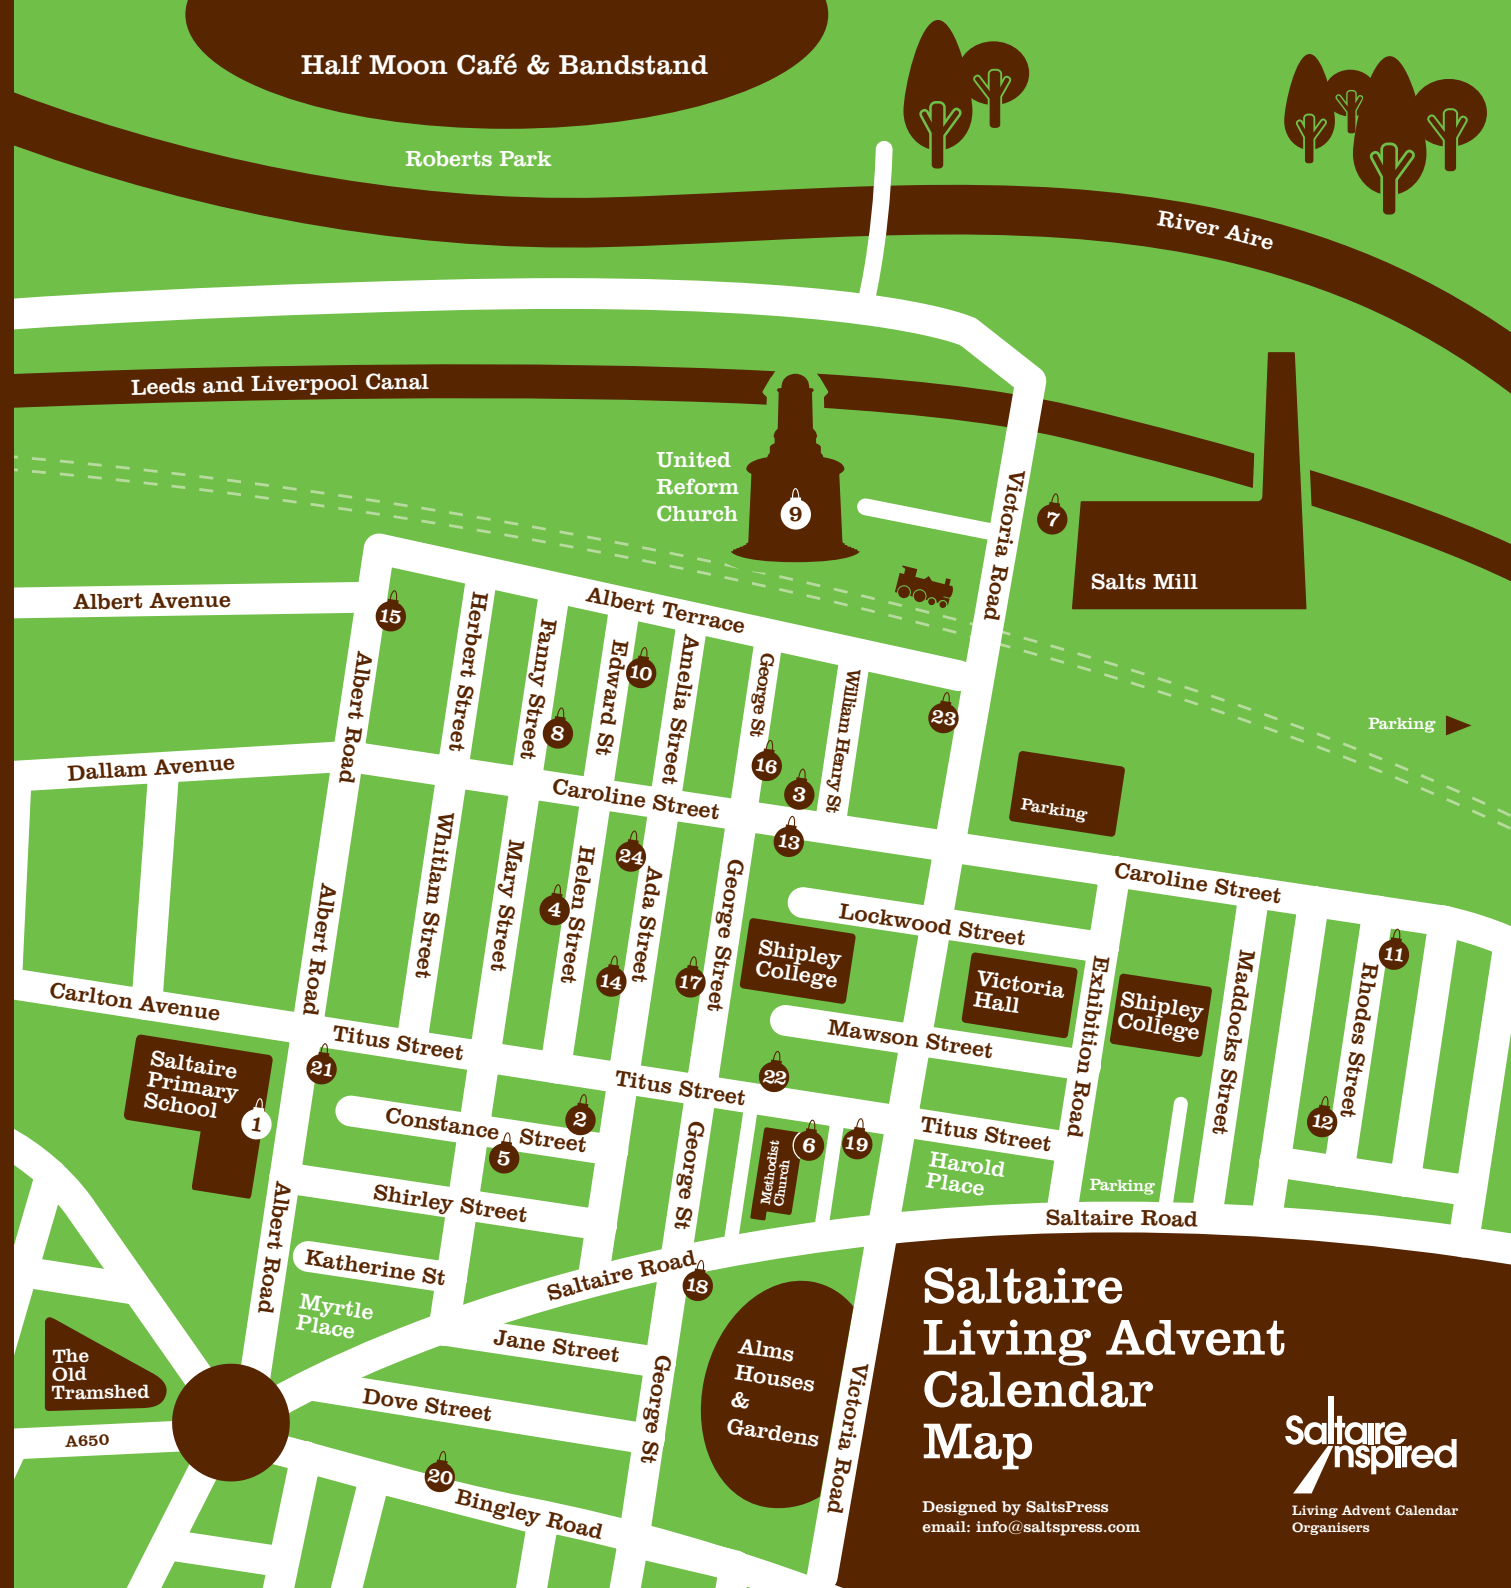 Half Moon Café & Bandstand
Roberts Park
River Aire
Leeds and Liverpool Canal
United
Reform
Church
9
Victoria Road
7
Salts Mill
Albert Avenue
15
Albert Terrace
Herbert Street
Fanny Street
Edward St
10
Amelia Street
George St
William Henry St
23
Albert Road
8
16
3
Parking
Dallam Avenue
Caroline Street
Parking
13
Whitlam Street
Mary Street
Helen Street
24
Ada Street
George Street
4
Caroline Street
Lockwood Street
Albert Road
14
17
Shipley
College
Victoria
Hall
Exhibition Road
Shipley
College
Maddocks Street
Rhodes Street
11
Carlton Avenue
Titus Street
Mawson Street
21
Saltaire
Primary
School
1
Titus Street
22
Constance Street
2
5
Methodist
Church
6
19
Titus Street
12
Harold
Place
Parking
George St
Shirley Street
Saltaire Road
Albert Road
Katherine St
Saltaire Road
18
Myrtle
Place
Jane Street
The
Old
Tramshed
Alms
Houses
&
Gardens
George St
Victoria Road
Dove Street
A650
20
Bingley Road
Saltaire
Living Advent
Calendar
Map
Designed by SaltsPress
email: info@saltspress.com
Saltaire
Inspired
Living Advent Calendar
Organisers